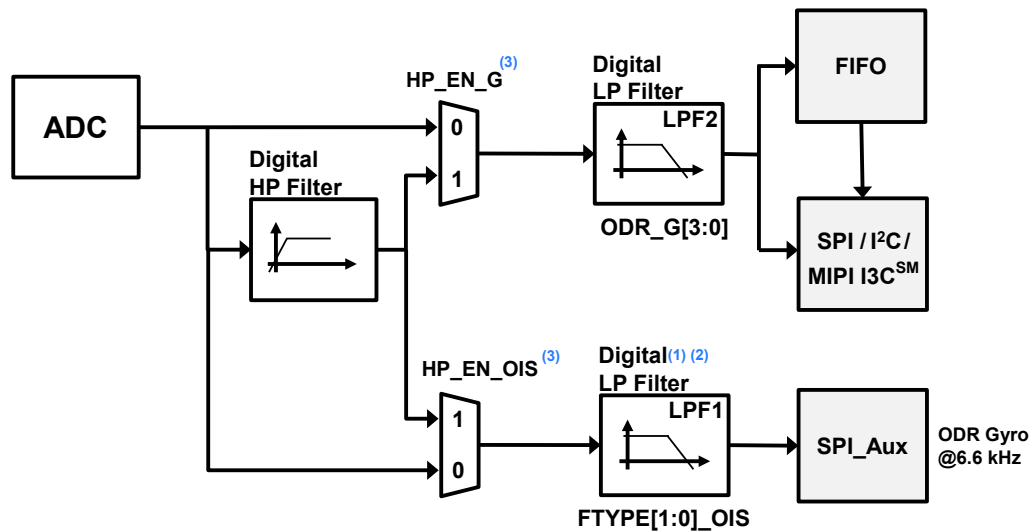 ADC
HP_EN_G(3)
0
1
Digital
HP Filter
Digital
LP Filter
LPF2
ODR_G[3:0]
FIFO
SPI / I²C/
MIPI I3CSM
HP_EN_OIS(3)
1
0
Digital(1) (2)
LP Filter
LPF1
FTYPE[1:0]_OIS
SPI_Aux
ODR Gyro
@6.6 kHz